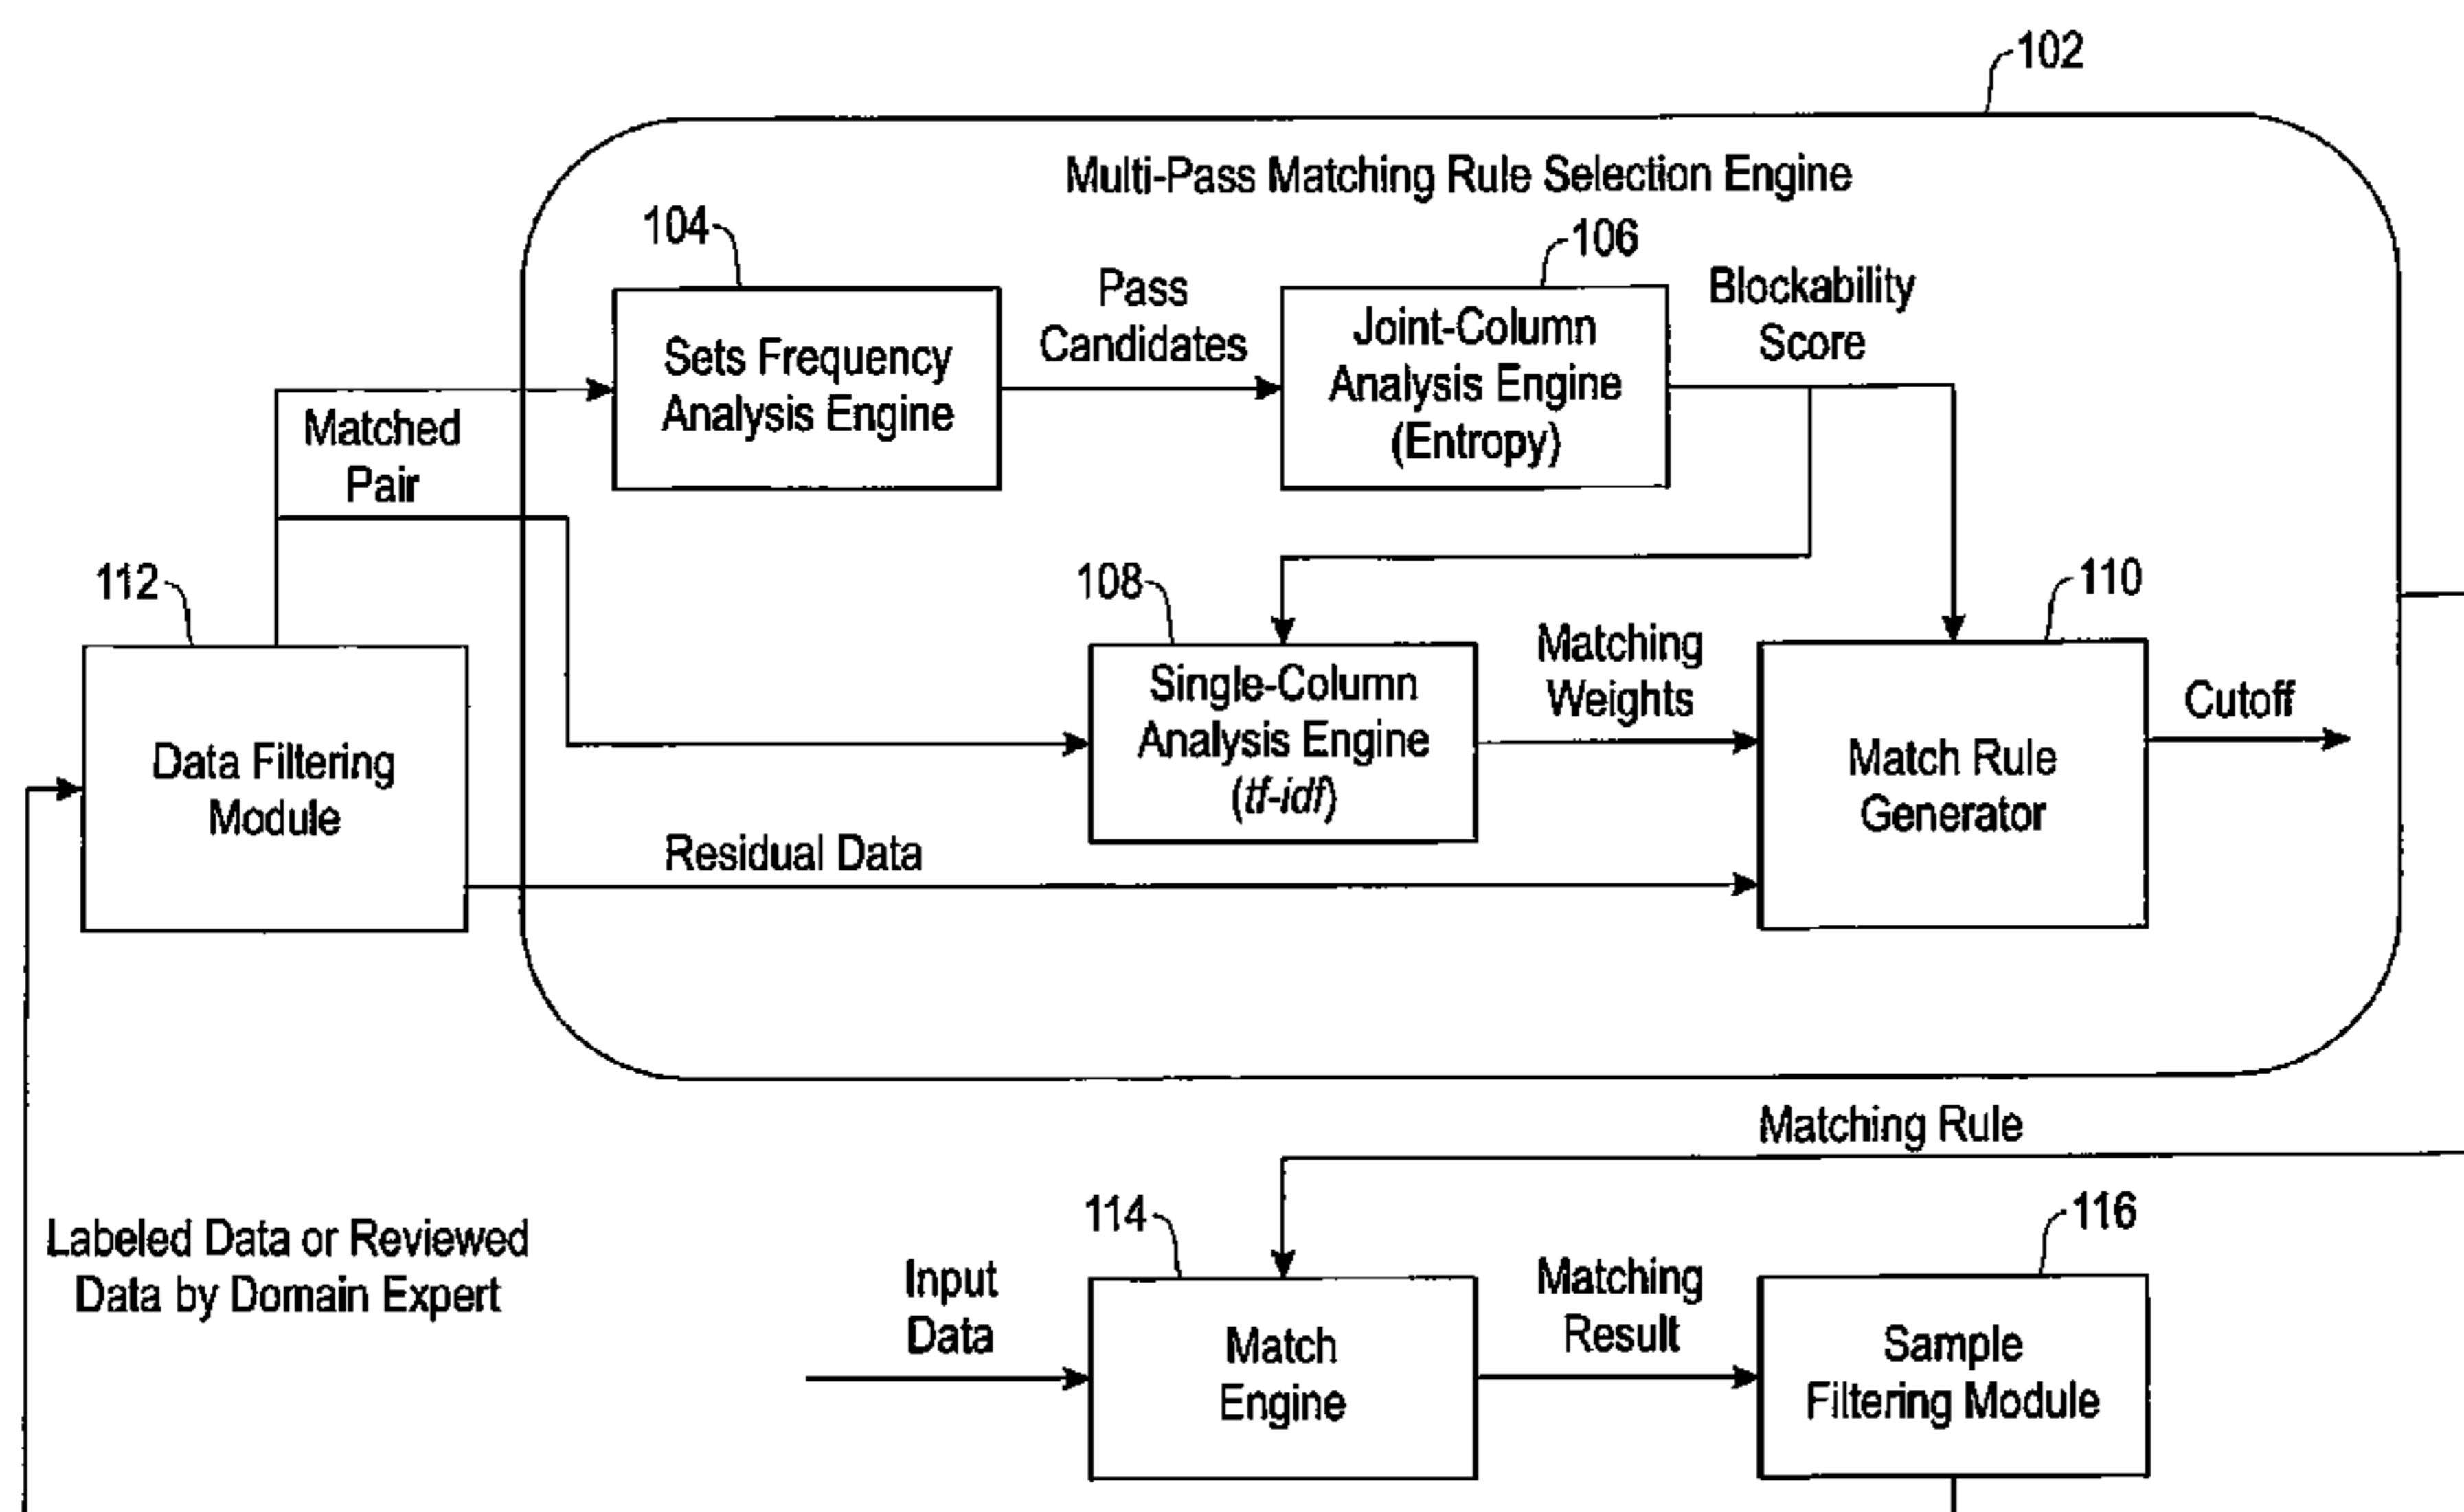 102
Multi-Pass Matching Rule Selection Engine
104
106
Pass
Candidates
Blockability
Score
Sets Frequency
Analysis Engine
Joint-Column
Analysis Engine
(Entropy)
Matched
Pair
112
108
110
Data Filtering
Module
Single-Column
Analysis Engine
(tf-idf)
Matching
Weights
Match Rule
Generator
Cutoff
Residual Data
Matching Rule
Labeled Data or Reviewed
Data by Domain Expert
114
116
Input
Data
Match
Engine
Matching
Result
Sample
Filtering Module